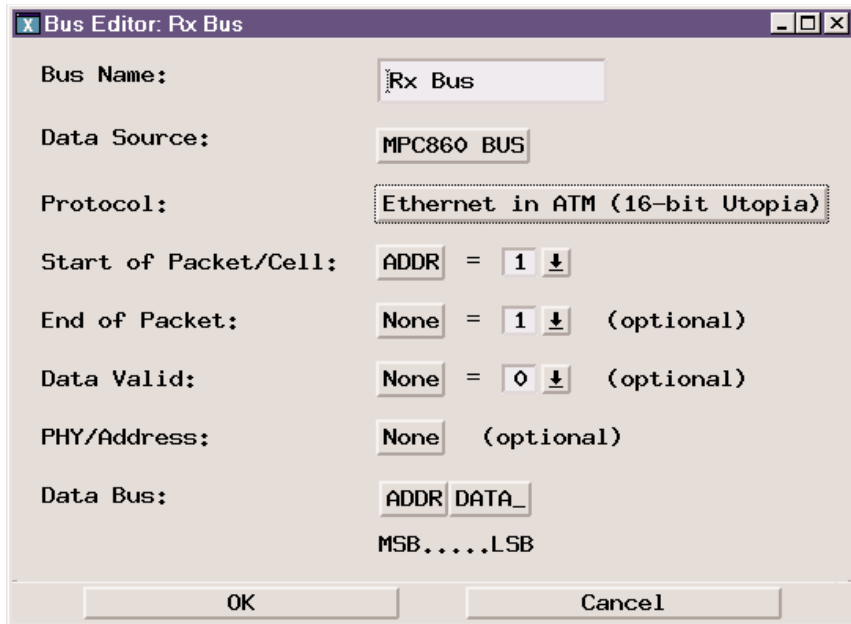 X Bus Editor: Rx Bus
Bus Name: Rx Bus
Data Source: MPC860 BUS
Protocol: Ethernet in ATM (16-bit Utopia)
Start of Packet/Cell: ADDR = 1
End of Packet: None = 1 (optional)
Data Valid: None = 0 (optional)
PHY/Address: None (optional)
Data Bus: ADDR DATA_
MSB.....LSB
OK Cancel